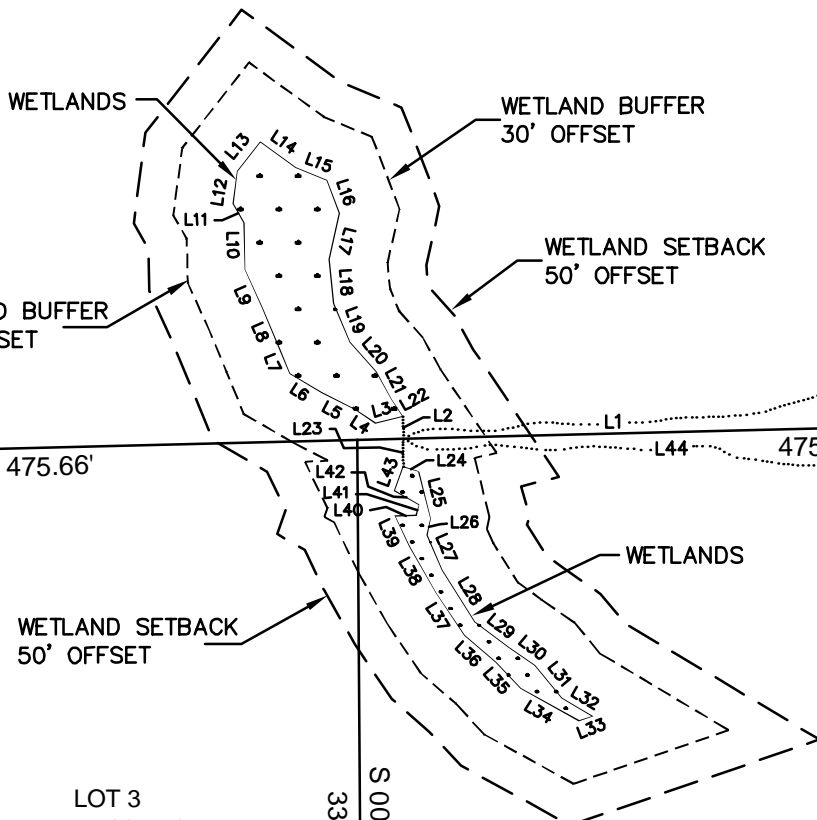 WETLANDS
WETLAND BUFFER
30' OFFSET
L13
L14
L15
L12
L16
L11
L10
L17
WETLAND SETBACK
50' OFFSET
L9
L18
BUFFER
L8
L19
L7
L20
L6
L21
L5
L3
L22
L4
L2
L1
L23
L44
475.66'
475
L42
L43
L24
L41
L25
L40
L26
L39
L27
WETLANDS
L38
L28
L37
L29
WETLAND SETBACK
50' OFFSET
L36
L30
L35
L31
L34
L32
L33
LOT 3
S 00
33